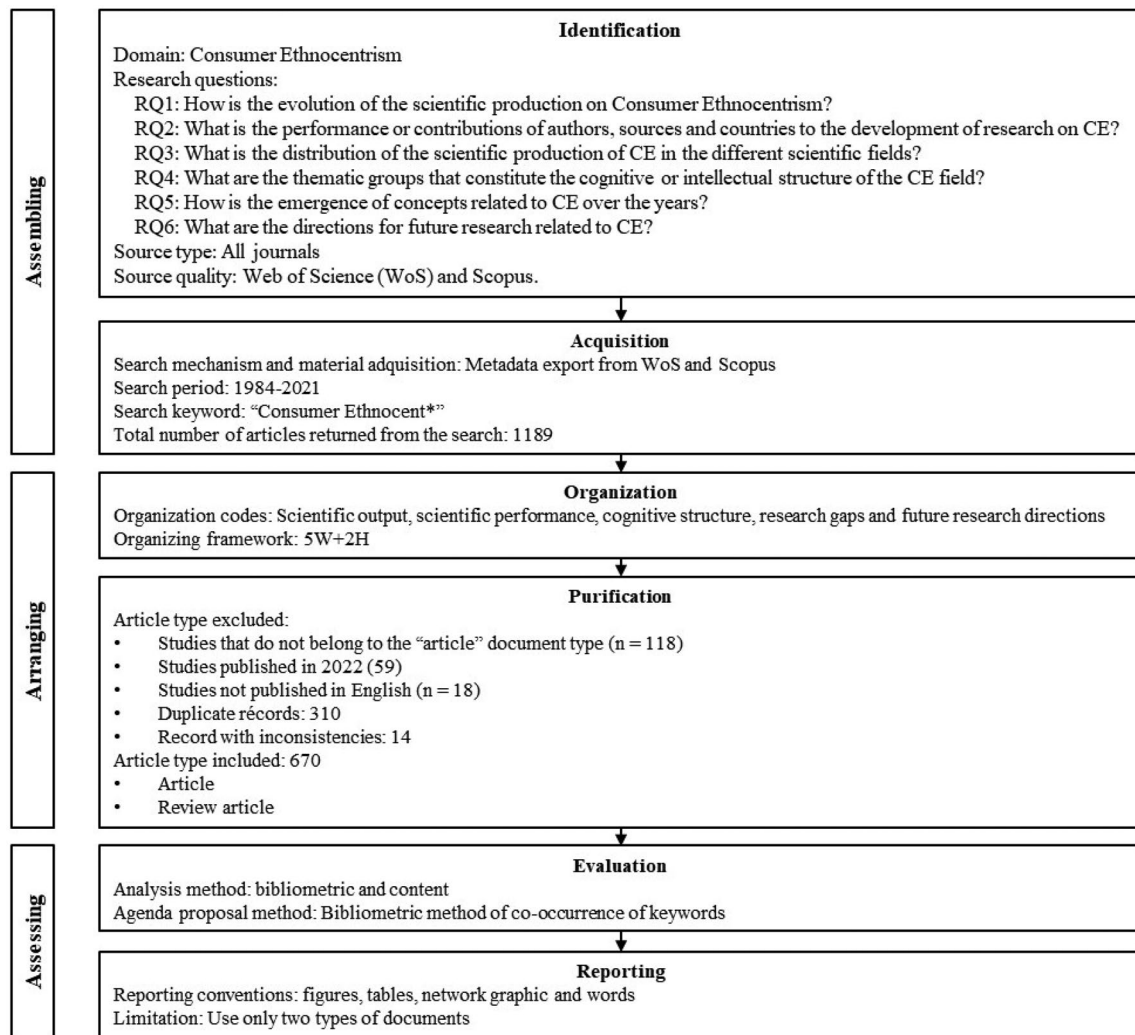 Assembling
Identification
Domain: Consumer Ethnocentrism
Research questions:
RQ1: How is the evolution of the scientific production on Consumer Ethnocentrism?
RQ2: What is the performance or contributions of authors, sources and countries to the development of research on CE?
RQ3: What is the distribution of the scientific production of CE in the different scientific fields?
RQ4: What are the thematic groups that constitute the cognitive or intellectual structure of the CE field?
RQ5: How is the emergence of concepts related to CE over the years?
RQ6: What are the directions for future research related to CE?
Source type: All journals
Source quality: Web of Science (WoS) and Scopus.
Acquisition
Search mechanism and material adquisition: Metadata export from WoS and Scopus
Search period: 1984-2021
Search keyword: “Consumer Ethnocent*”
Total number of articles returned from the search: 1189
Arranging
Organization
Organization codes: Scientific output, scientific performance, cognitive structure, research gaps and future research directions
Organizing framework: 5W+2H
Purification
Article type excluded:
• Studies that do not belong to the “article” document type (n = 118)
• Studies published in 2022 (59)
• Studies not published in English (n = 18)
• Duplicate récords: 310
• Record with inconsistencies: 14
Article type included: 670
• Article
• Review article
Assessing
Evaluation
Analysis method: bibliometric and content
Agenda proposal method: Bibliometric method of co-occurrence of keywords
Reporting
Reporting conventions: figures, tables, network graphic and words
Limitation: Use only two types of documents